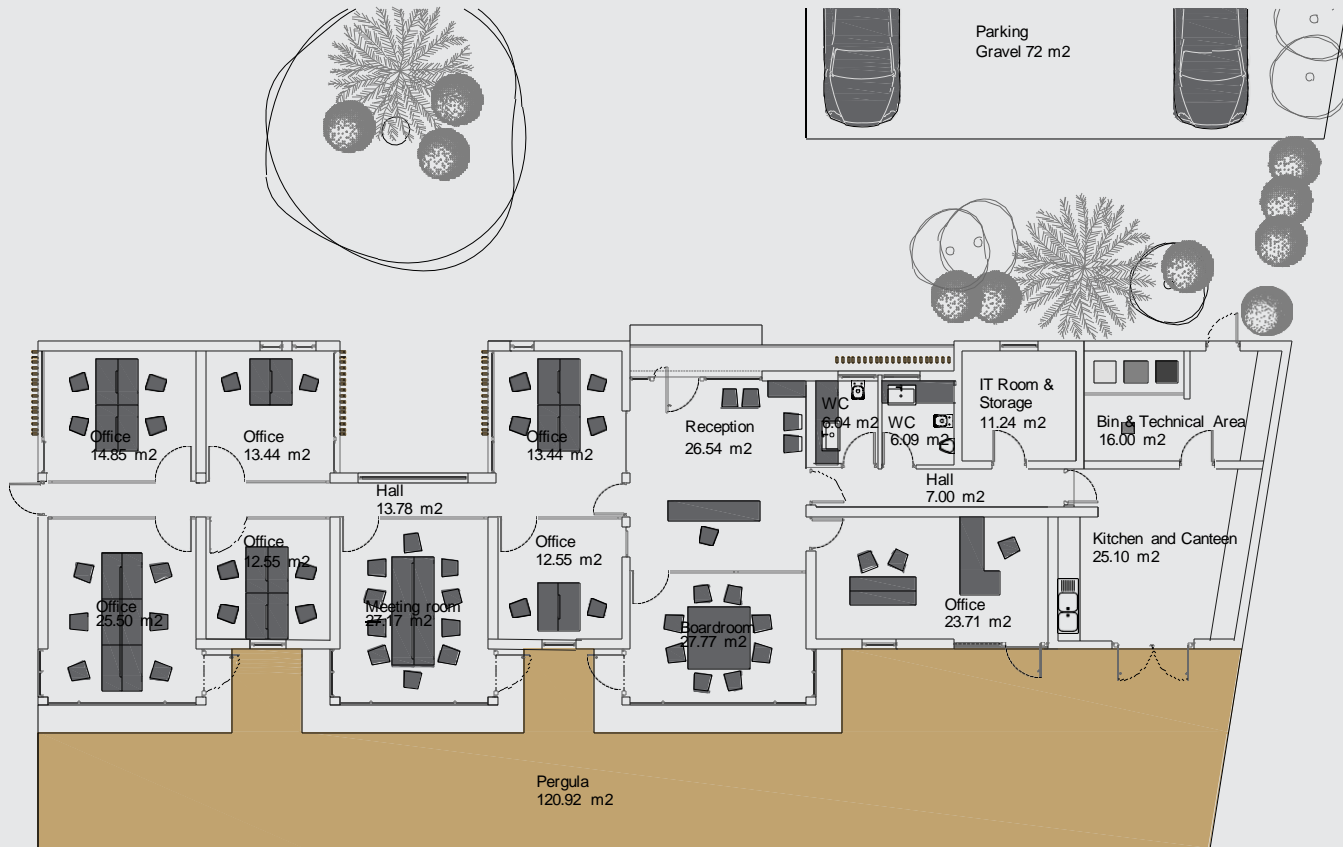 Parking
Gravel 72 m2
Office
14.85 m2
Office
13.44 m2
Office
13.44 m2
Reception
26.54 m2
WC
6.04 m2
WC
6.09 m2
IT Room &
Storage
11.24 m2
Bin & Technical Area
16.00 m2
Hall
13.78 m2
Hall
7.00 m2
Office
12.55 m2
Office
12.55 m2
Kitchen and Canteen
25.10 m2
Office
25.50 m2
Meeting room
27.17 m2
Boardroom
27.77 m2
Office
23.71 m2
Pergula
120.92 m2